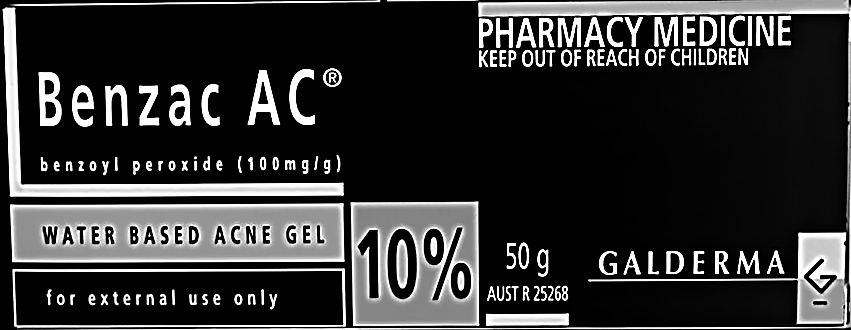 PHARMACY MEDICINE
KEEP OUT OF REACH OF CHILDREN
Benzac AC®
benzoyl peroxide (100mg/g)
WATER BASED ACNE GEL
for external use only
10%
50 g
AUST R 25268
GALDERMA
G